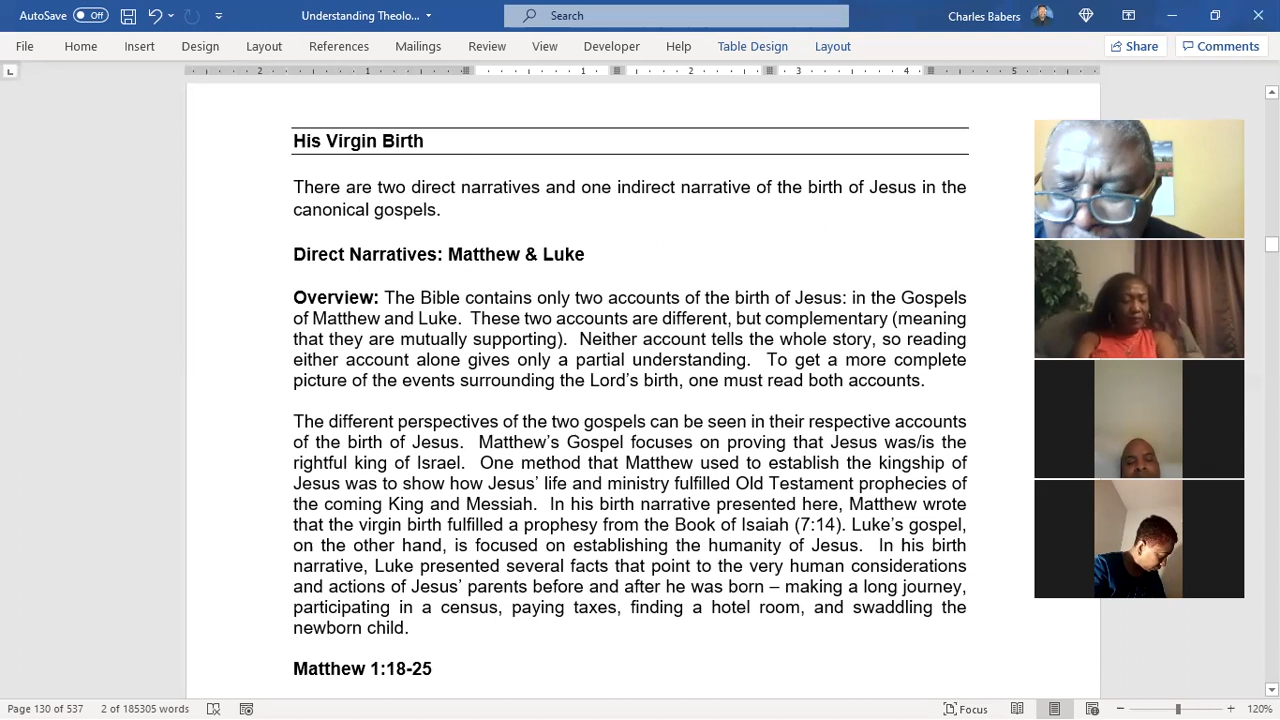 AutoSave Off Understanding Theolo... Search Charles Babers
File Home Insert Design Layout References Mailings Review View Developer Help Table Design Layout Share Comments
2 1 1 2 3 4 5
His Virgin Birth
There are two direct narratives and one indirect narrative of the birth of Jesus in the
canonical gospels.
Direct Narratives: Matthew & Luke
Overview: The Bible contains only two accounts of the birth of Jesus: in the Gospels
of Matthew and Luke. These two accounts are different, but complementary (meaning
that they are mutually supporting). Neither account tells the whole story, so reading
either account alone gives only a partial understanding. To get a more complete
picture of the events surrounding the Lord's birth, one must read both accounts.
The different perspectives of the two gospels can be seen in their respective accounts
of the birth of Jesus. Matthew's Gospel focuses on proving that Jesus was/is the
rightful king of Israel. One method that Matthew used to establish the kingship of
Jesus was to show how Jesus' life and ministry fulfilled Old Testament prophecies of
the coming King and Messiah. In his birth narrative presented here, Matthew wrote
that the virgin birth fulfilled a prophesy from the Book of Isaiah (7:14). Luke's gospel,
on the other hand, is focused on establishing the humanity of Jesus. In his birth
narrative, Luke presented several facts that point to the very human considerations
and actions of Jesus' parents before and after he was born – making a long journey,
participating in a census, paying taxes, finding a hotel room, and swaddling the
newborn child.
Matthew 1:18-25
Page 130 of 537 2 of 185305 words Focus 120%